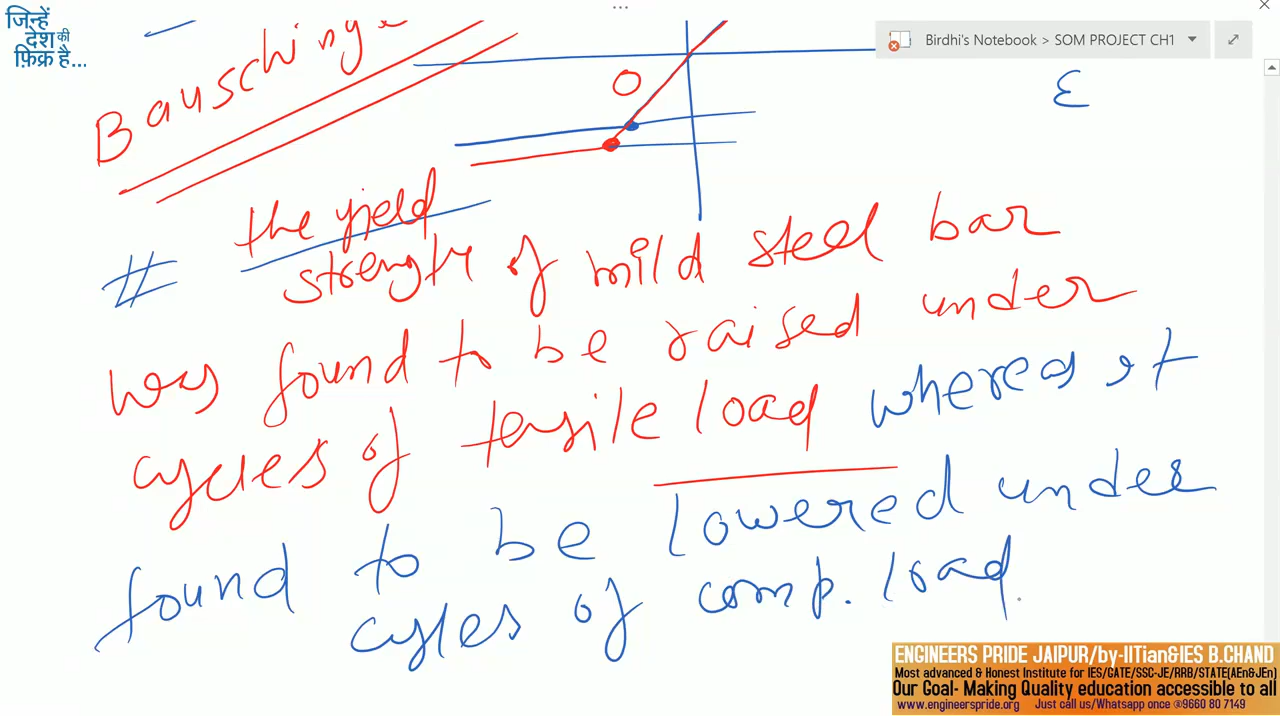 जिन्हें
देश की
फ़िक्र है...
Birdhi's Notebook > SOM PROJECT CH1
Bauschinge
O
ε
# the yield
strength of mild steel bar
was found to be raised under
cycles of tensile load whereas it
found to be lowered under
cycles of comp. load.
ENGINEERS PRIDE JAIPUR/by-IITian&IES B.CHAND
Most advanced & Honest Institute for IES/GATE/SSC-JE/RRB/STATE(AEn&JEn)
Our Goal- Making Quality education accessible to all
www.engineerspride.org Just call us/Whatsapp once @9660 80 7149